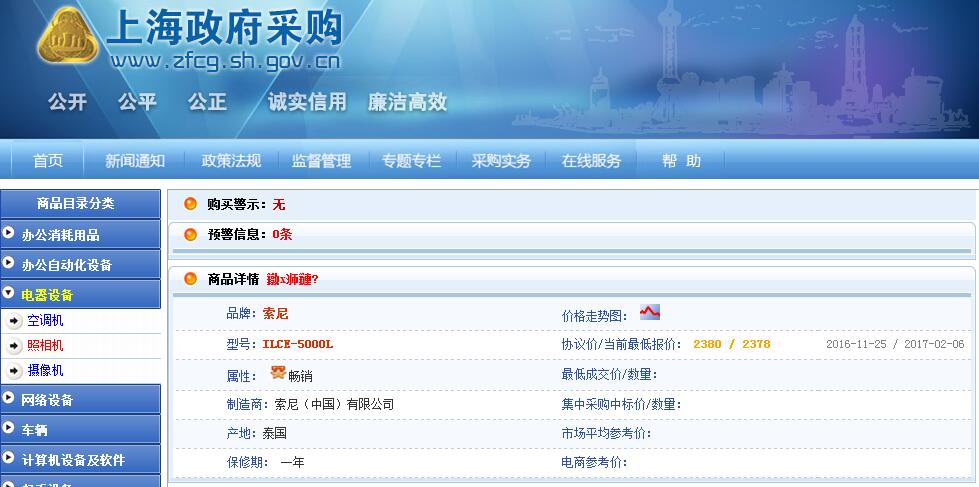 上海政府采购
www.zfcg.sh.gov.cn
公开 公平 公正 诚实信用 廉洁高效
首页 新闻通知 政策法规 监督管理 专题专栏 采购实务 在线服务 帮 助
商品目录分类
办公消耗用品
办公自动化设备
电器设备
空调机
照相机
摄像机
网络设备
车辆
计算机设备及软件
购买警示：无
预警信息：0条
商品详情
品牌：索尼 价格走势图：
型号：ILCE-5000L 协议价/当前最低报价： 2380 / 2378 2016-11-25 / 2017-02-06
属性： 畅销 最低成交价/数量：
制造商：索尼（中国）有限公司 集中采购中标价/数量：
产地：泰国 市场平均参考价：
保修期： 一年 电商参考价：